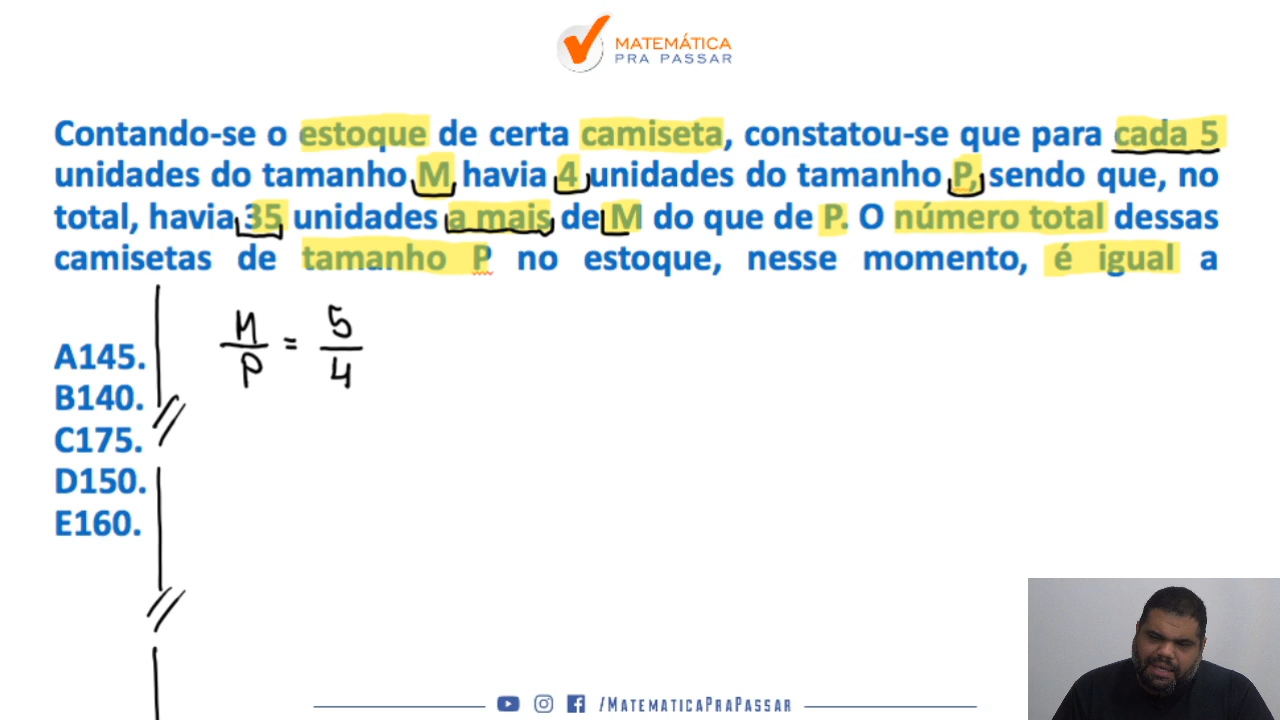 MATEMÁTICA
PRA PASSAR
Contando-se o estoque de certa camiseta, constatou-se que para cada 5
unidades do tamanho M havia 4 unidades do tamanho P, sendo que, no
total, havia 35 unidades a mais de M do que de P. O número total dessas
camisetas de tamanho P no estoque, nesse momento, é igual a
M/P = 5/4
A145.
B140.
C175.
D150.
E160.
/MatematicaPraPassar